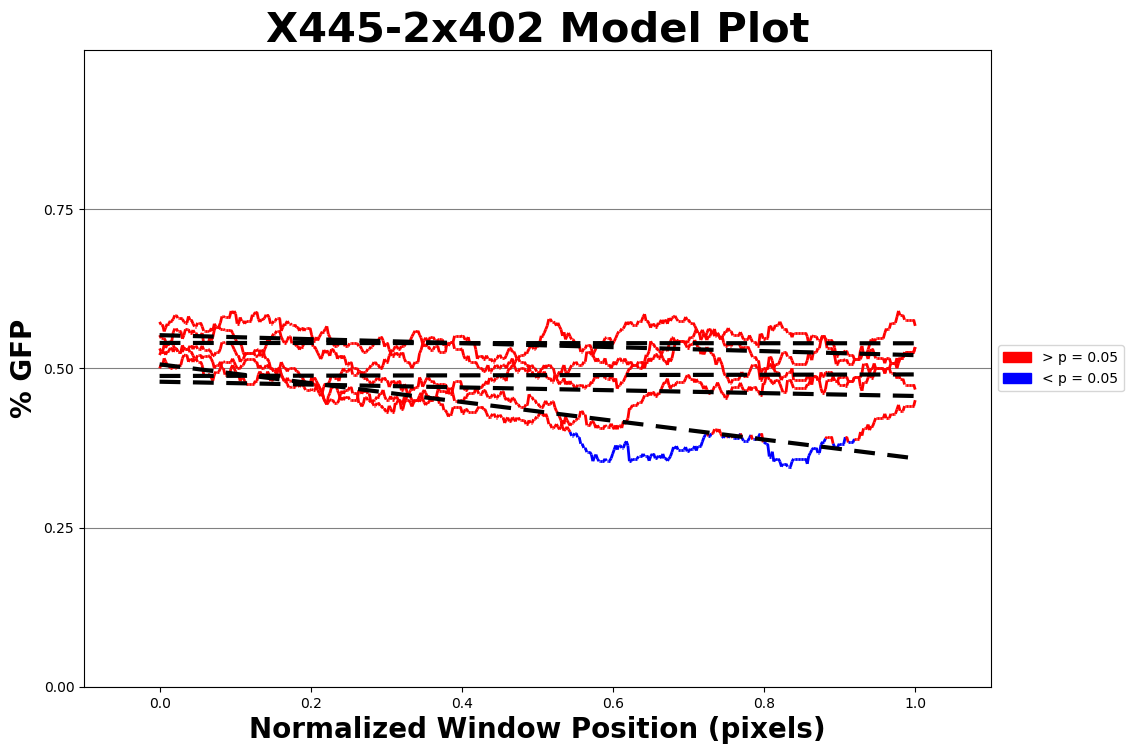 X445-2x402 Model Plot
% GFP
0.75
0.50
0.25
0.00
0.0 0.2 0.4 0.6 0.8 1.0
Normalized Window Position (pixels)
> p = 0.05
< p = 0.05